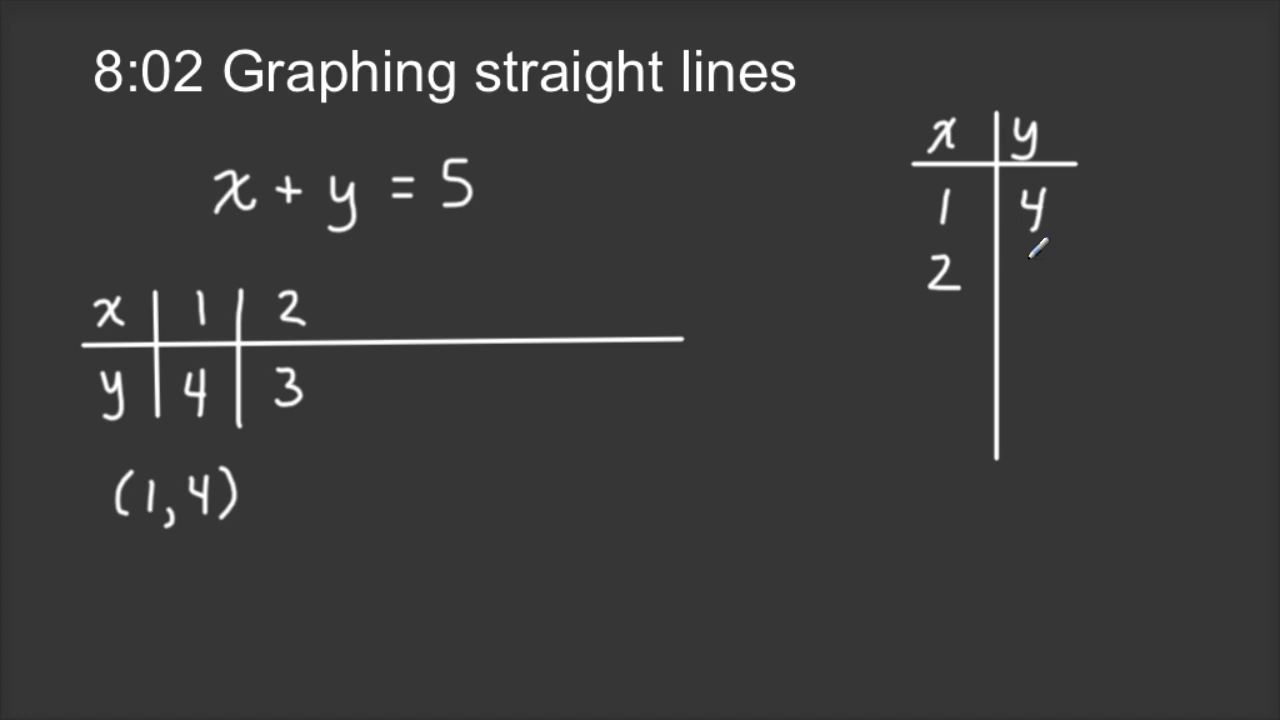 8:02 Graphing straight lines
x + y = 5
x | 1 | 2
y | 4 | 3
(1,4)
x | y
1 | 4
2 |